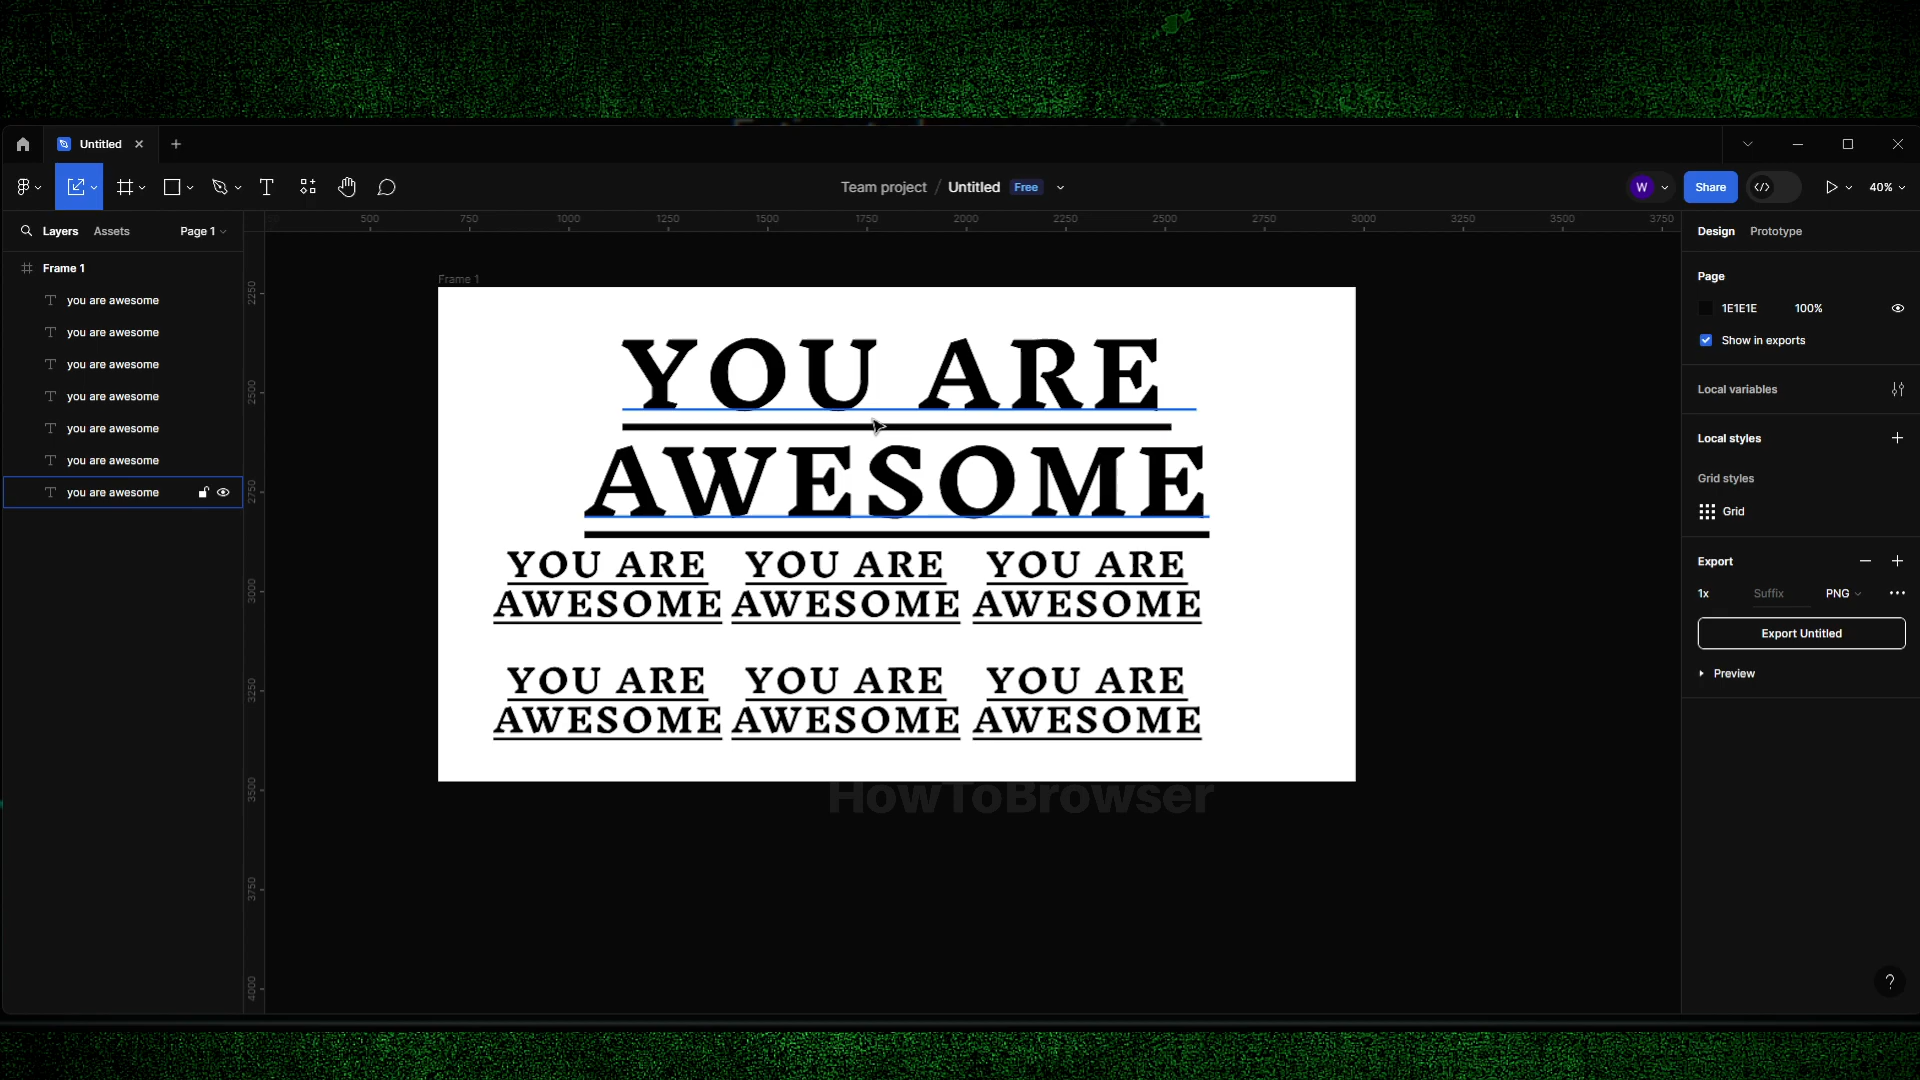 Untitled
Team project / Untitled Free
W
Share
40%
Layers Assets Page 1
Frame 1
you are awesome
you are awesome
you are awesome
you are awesome
you are awesome
you are awesome
you are awesome
500 750 1000 1250 1500 1750 2000 2250 2500 2750 3000 3250 3500 3750
2250
2500
2750
3000
3250
3500
3750
4000
Frame 1
YOU ARE
AWESOME
YOU ARE YOU ARE YOU ARE
AWESOME AWESOME AWESOME
YOU ARE YOU ARE YOU ARE
AWESOME AWESOME AWESOME
HowToBrowser
Design Prototype
Page
1E1E1E 100%
Show in exports
Local variables
Local styles
Grid styles
Grid
Export
1x Suffix PNG
Export Untitled
Preview
?